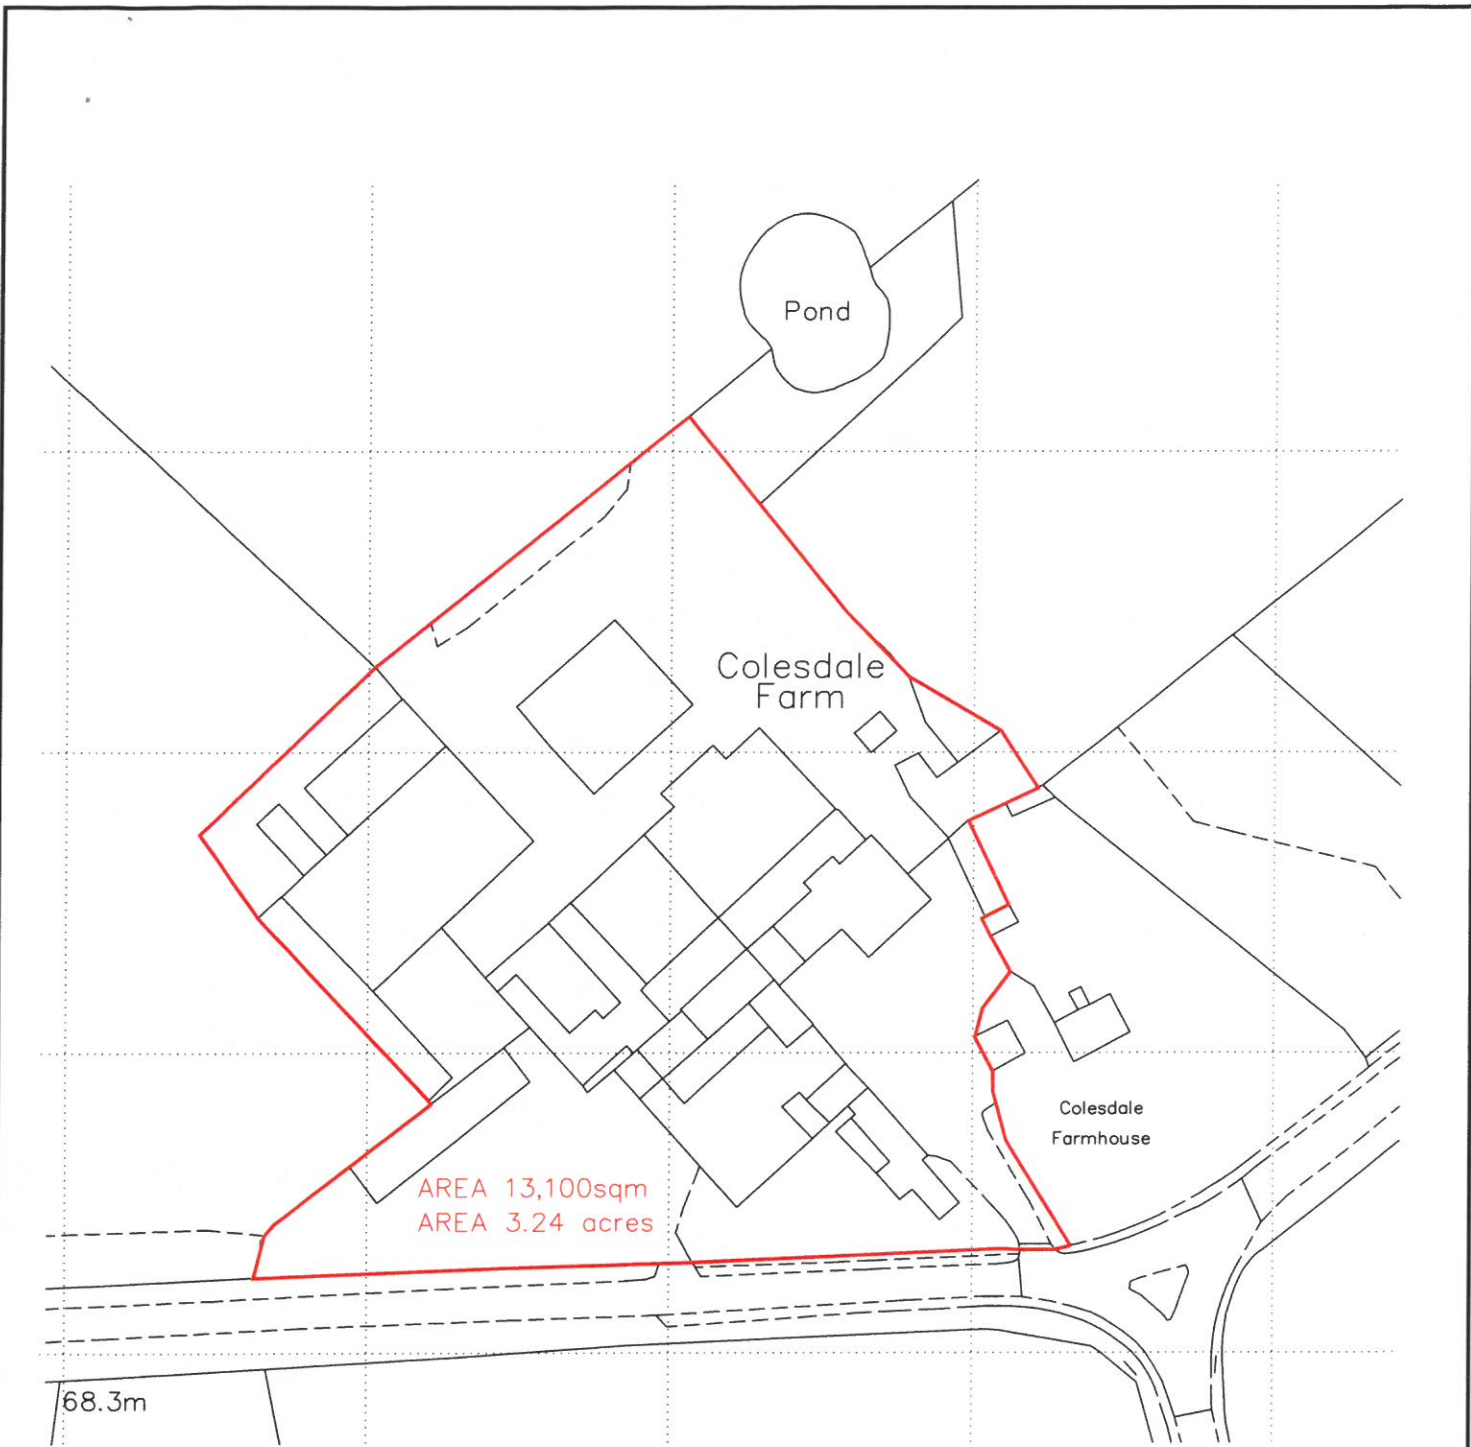 Pond
Colesdale
Farm
Colesdale
Farmhouse
AREA 13,100sqm
AREA 3.24 acres
68.3m